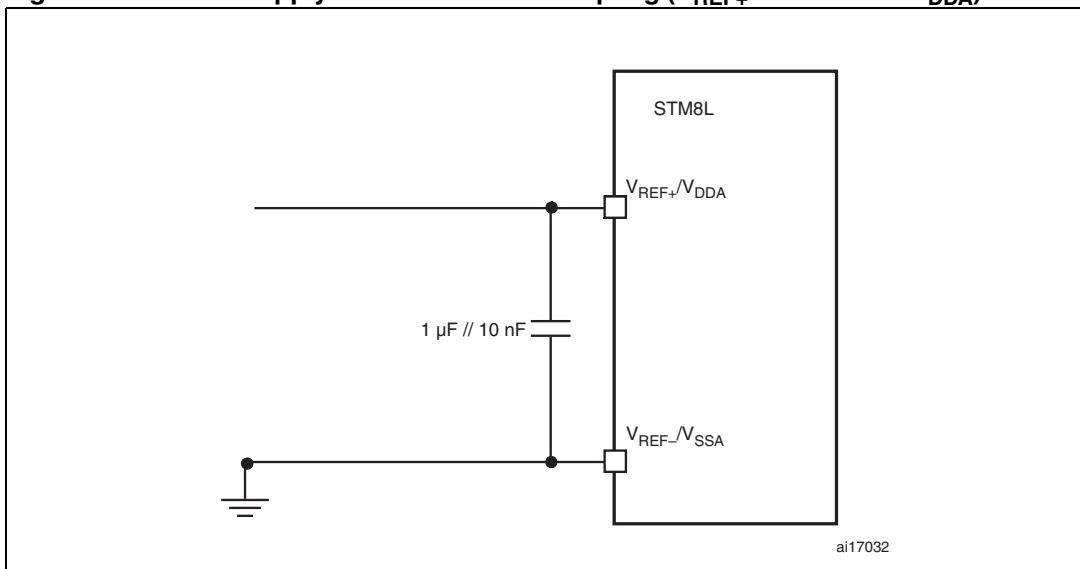 STM8L
VREF+/VDDA
1 µF // 10 nF
VREF–/VSSA
ai17032